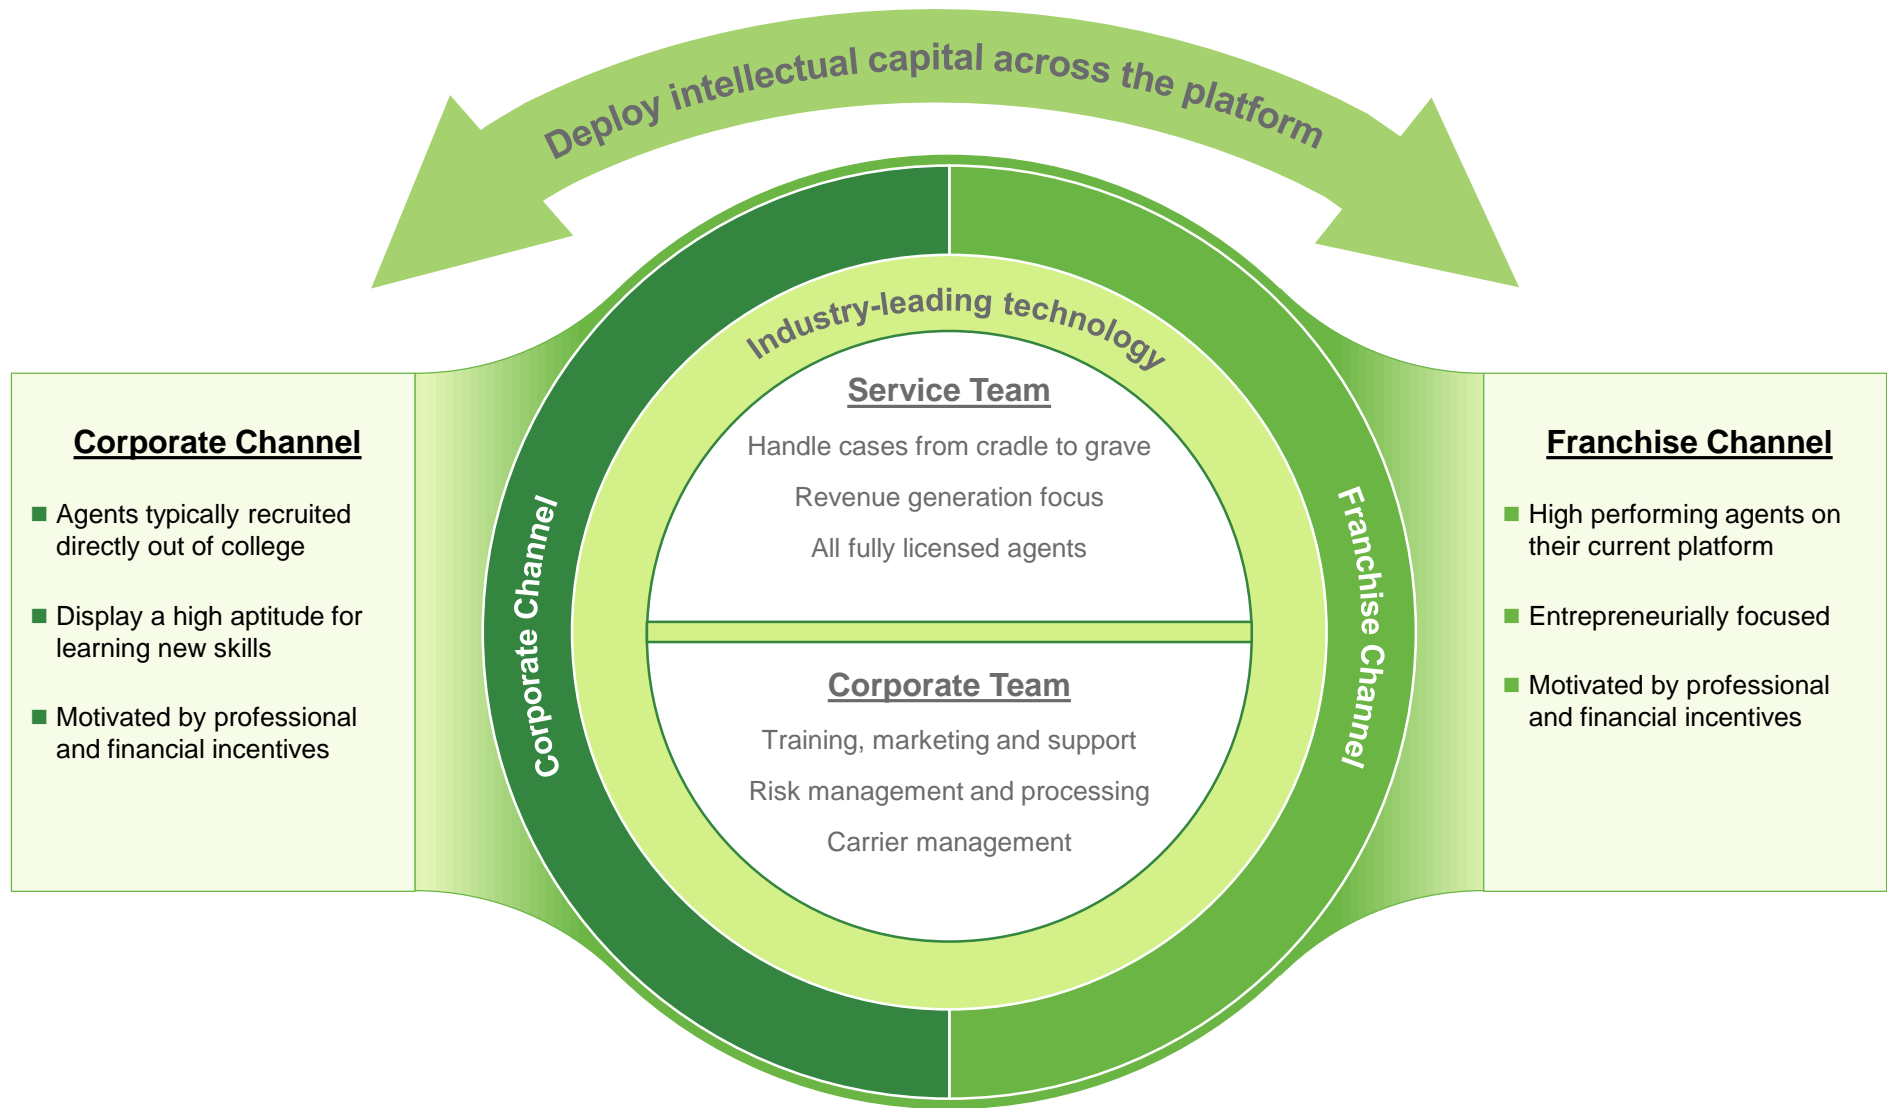 Deploy intellectual capital across the platform
Industry-leading technology
Service Team
Handle cases from cradle to grave
Revenue generation focus
All fully licensed agents
Corporate Team
Training, marketing and support
Risk management and processing
Carrier management
Corporate Channel
Franchise Channel
Corporate Channel
Agents typically recruited
directly out of college
Display a high aptitude for
learning new skills
Motivated by professional
and financial incentives
Franchise Channel
High performing agents on
their current platform
Entrepreneurially focused
Motivated by professional
and financial incentives